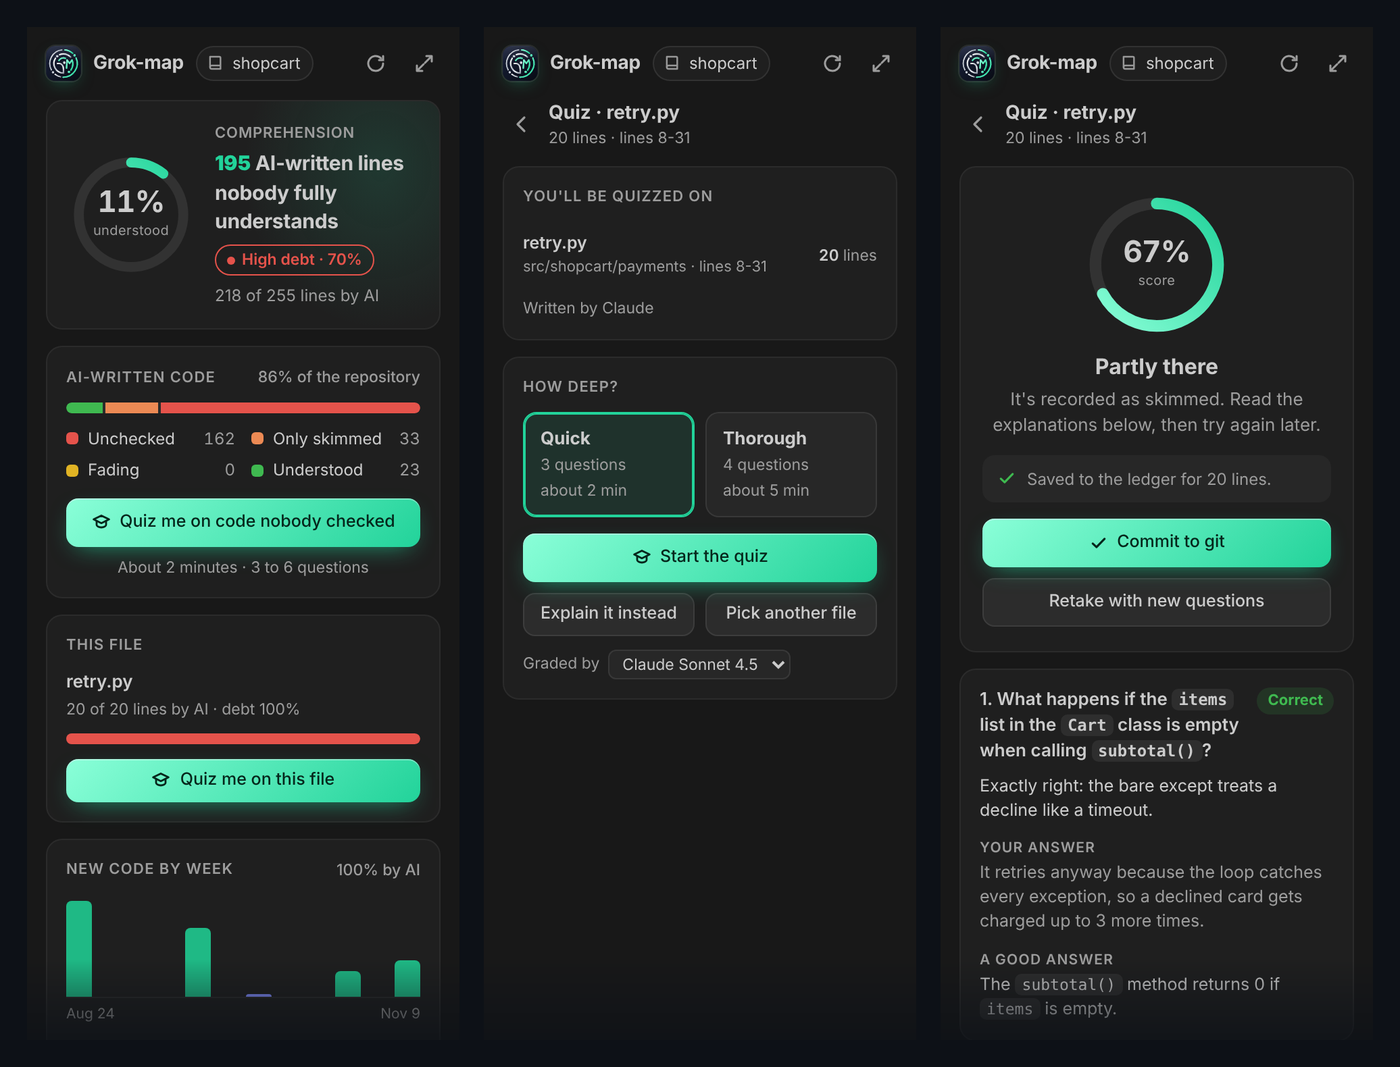 Grok-map
shopcart
COMPREHENSION
195 AI-written lines
nobody fully
understands
11%
understood
High debt · 70%
218 of 255 lines by AI
AI-WRITTEN CODE
86% of the repository
Unchecked 162
Only skimmed 33
Fading 0
Understood 23
Quiz me on code nobody checked
About 2 minutes · 3 to 6 questions
THIS FILE
retry.py
20 of 20 lines by AI · debt 100%
Quiz me on this file
NEW CODE BY WEEK
100% by AI
Aug 24
Nov 9
Grok-map
shopcart
Quiz · retry.py
20 lines · lines 8-31
YOU'LL BE QUIZZED ON
retry.py
src/shopcart/payments · lines 8-31
20 lines
Written by Claude
HOW DEEP?
Quick
3 questions
about 2 min
Thorough
4 questions
about 5 min
Start the quiz
Explain it instead
Pick another file
Graded by Claude Sonnet 4.5
Grok-map
shopcart
Quiz · retry.py
20 lines · lines 8-31
67%
score
Partly there
It's recorded as skimmed. Read the
explanations below, then try again later.
Saved to the ledger for 20 lines.
Commit to git
Retake with new questions
1. What happens if the items
list in the Cart class is empty
when calling subtotal() ?
Correct
Exactly right: the bare except treats a
decline like a timeout.
YOUR ANSWER
It retries anyway because the loop catches
every exception, so a declined card gets
charged up to 3 more times.
A GOOD ANSWER
The subtotal() method returns 0 if
items is empty.